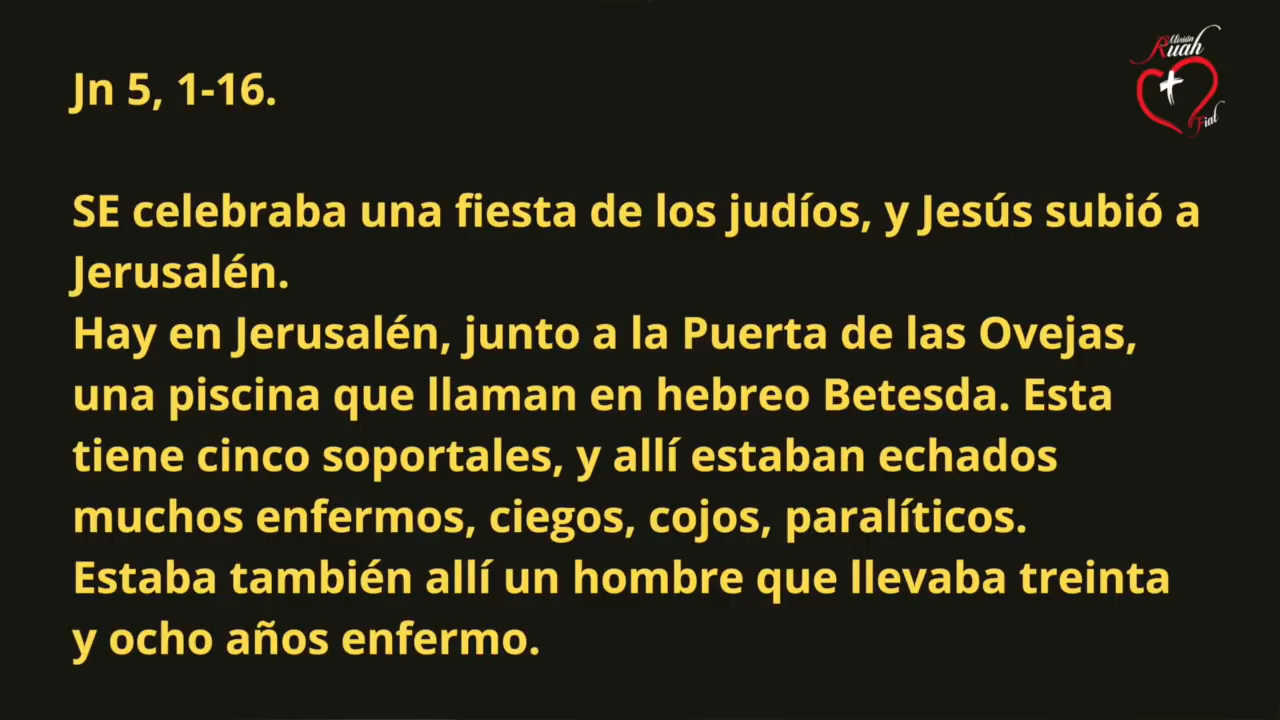 Jn 5, 1-16.
Misión
Ruah
Fiat
SE celebraba una fiesta de los judíos, y Jesús subió a
Jerusalén.
Hay en Jerusalén, junto a la Puerta de las Ovejas,
una piscina que llaman en hebreo Betesda. Esta
tiene cinco soportales, y allí estaban echados
muchos enfermos, ciegos, cojos, paralíticos.
Estaba también allí un hombre que llevaba treinta
y ocho años enfermo.